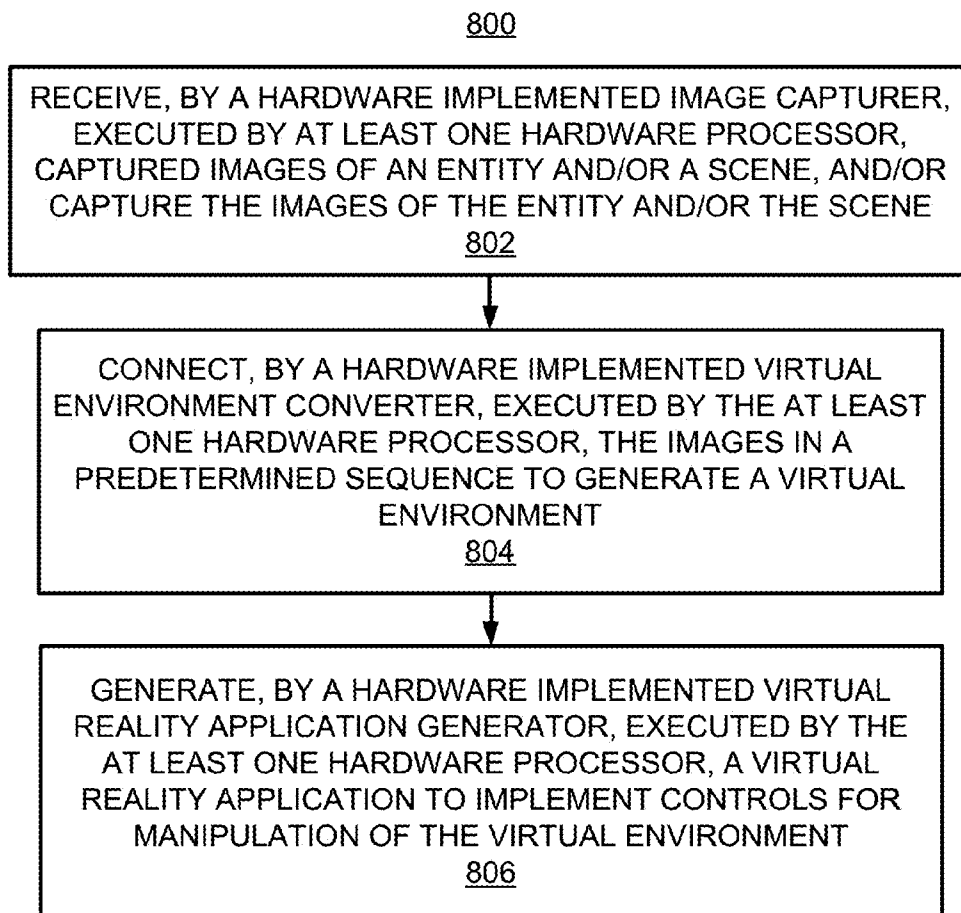 800
RECEIVE, BY A HARDWARE IMPLEMENTED IMAGE CAPTURER,
EXECUTED BY AT LEAST ONE HARDWARE PROCESSOR,
CAPTURED IMAGES OF AN ENTITY AND/OR A SCENE, AND/OR
CAPTURE THE IMAGES OF THE ENTITY AND/OR THE SCENE
802
CONNECT, BY A HARDWARE IMPLEMENTED VIRTUAL
ENVIRONMENT CONVERTER, EXECUTED BY THE AT LEAST
ONE HARDWARE PROCESSOR, THE IMAGES IN A
PREDETERMINED SEQUENCE TO GENERATE A VIRTUAL
ENVIRONMENT
804
GENERATE, BY A HARDWARE IMPLEMENTED VIRTUAL
REALITY APPLICATION GENERATOR, EXECUTED BY THE
AT LEAST ONE HARDWARE PROCESSOR, A VIRTUAL
REALITY APPLICATION TO IMPLEMENT CONTROLS FOR
MANIPULATION OF THE VIRTUAL ENVIRONMENT
806